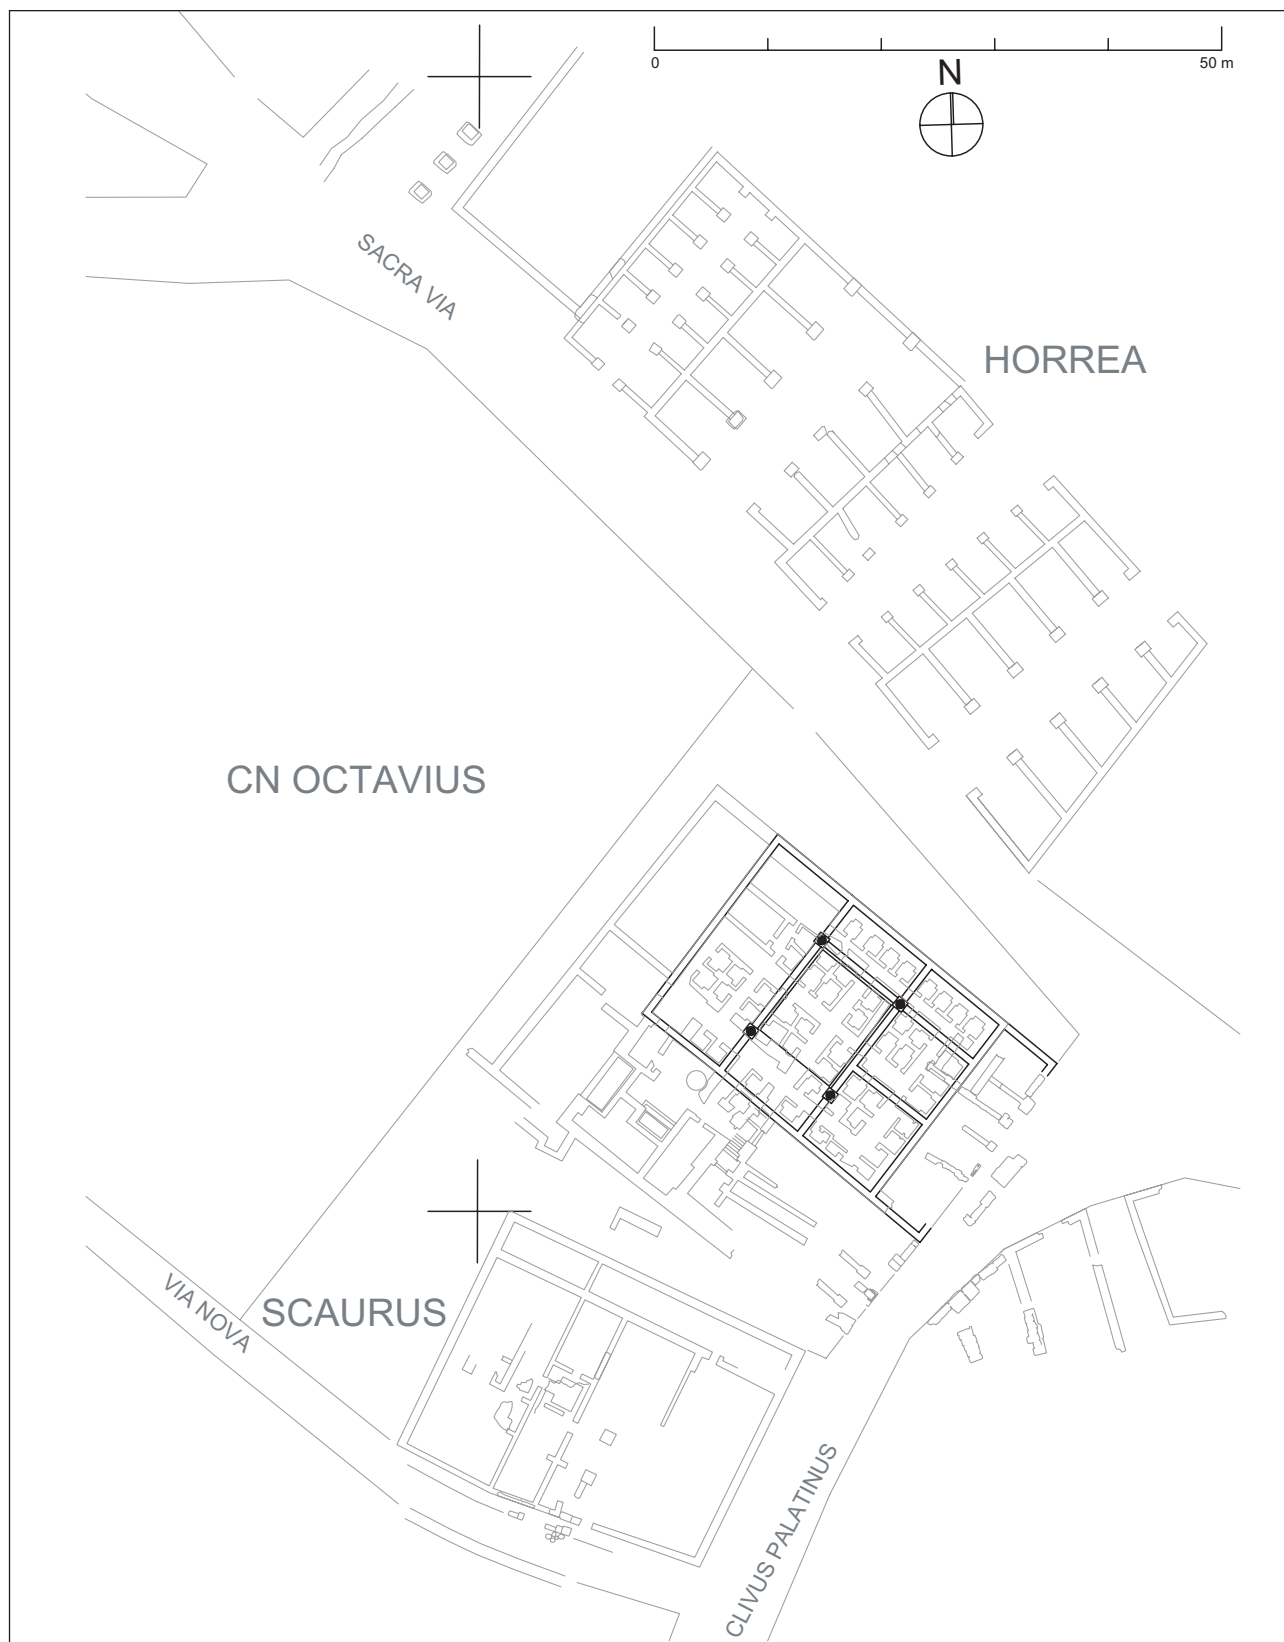 0
50 m
N
SACRA VIA
HORREA
CN OCTAVIUS
VIA NOVA
SCAURUS
CLIVUS PALATINUS